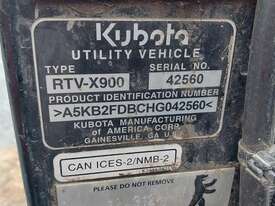 Kubota
UTILITY VEHICLE
TYPE SERIAL NO.
RTV-X900 42560
PRODUCT IDENTIFICATION NUMBER
>A5KB2FDBCHG042560<
KUBOTA MANUFACTURING
of AMERICA CORP.
GAINESVILLE, GA U.
CAN ICES-2/NMB-2
PLEASE DO NOT REMOVE